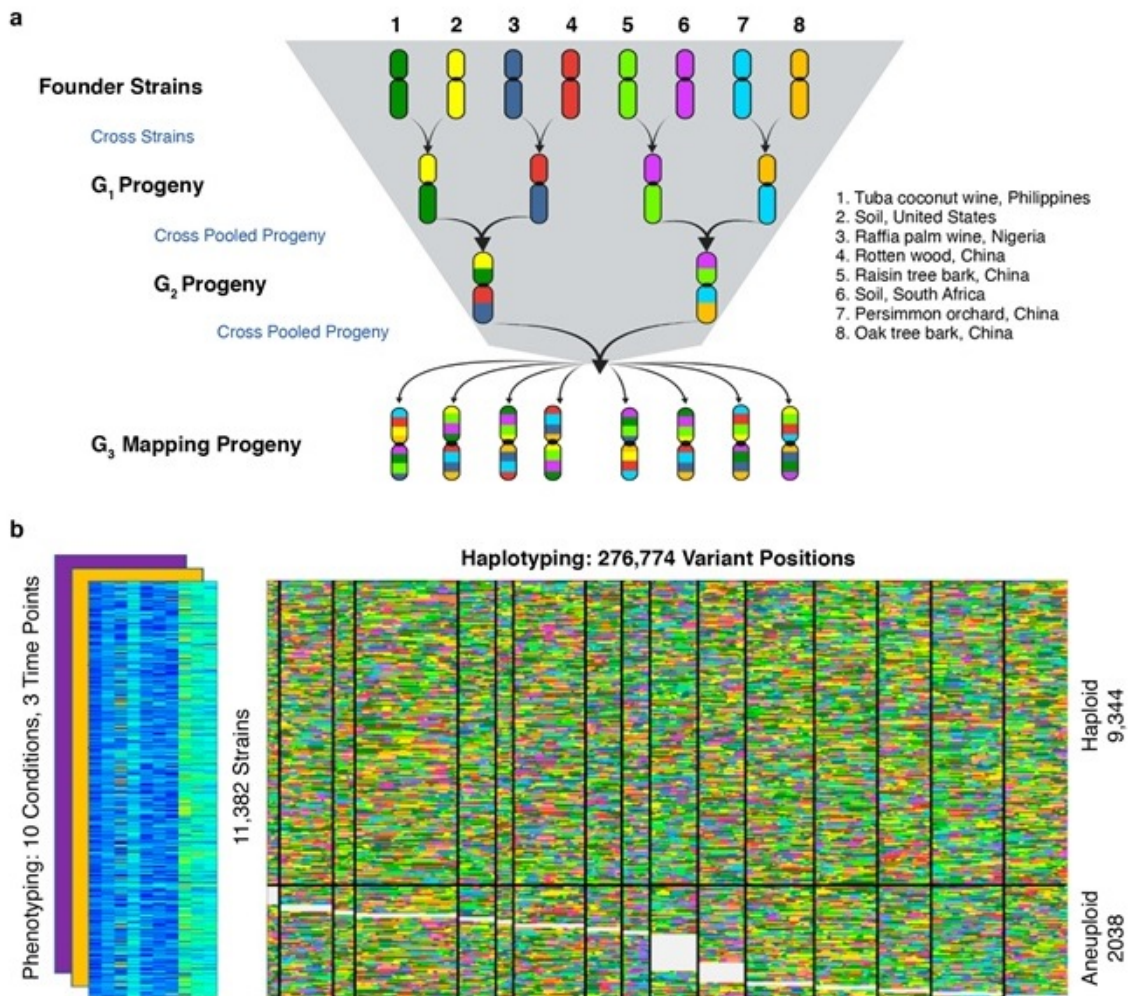 a
1 2 3 4 5 6 7 8
Founder Strains
Cross Strains
G1 Progeny
Cross Pooled Progeny
G2 Progeny
Cross Pooled Progeny
G3 Mapping Progeny
1. Tuba coconut wine, Philippines
2. Soil, United States
3. Raffia palm wine, Nigeria
4. Rotten wood, China
5. Raisin tree bark, China
6. Soil, South Africa
7. Persimmon orchard, China
8. Oak tree bark, China
b
Phenotyping: 10 Conditions, 3 Time Points
11,382 Strains
Haplotyping: 276,774 Variant Positions
Haploid
9,344
Aneuploid
2038